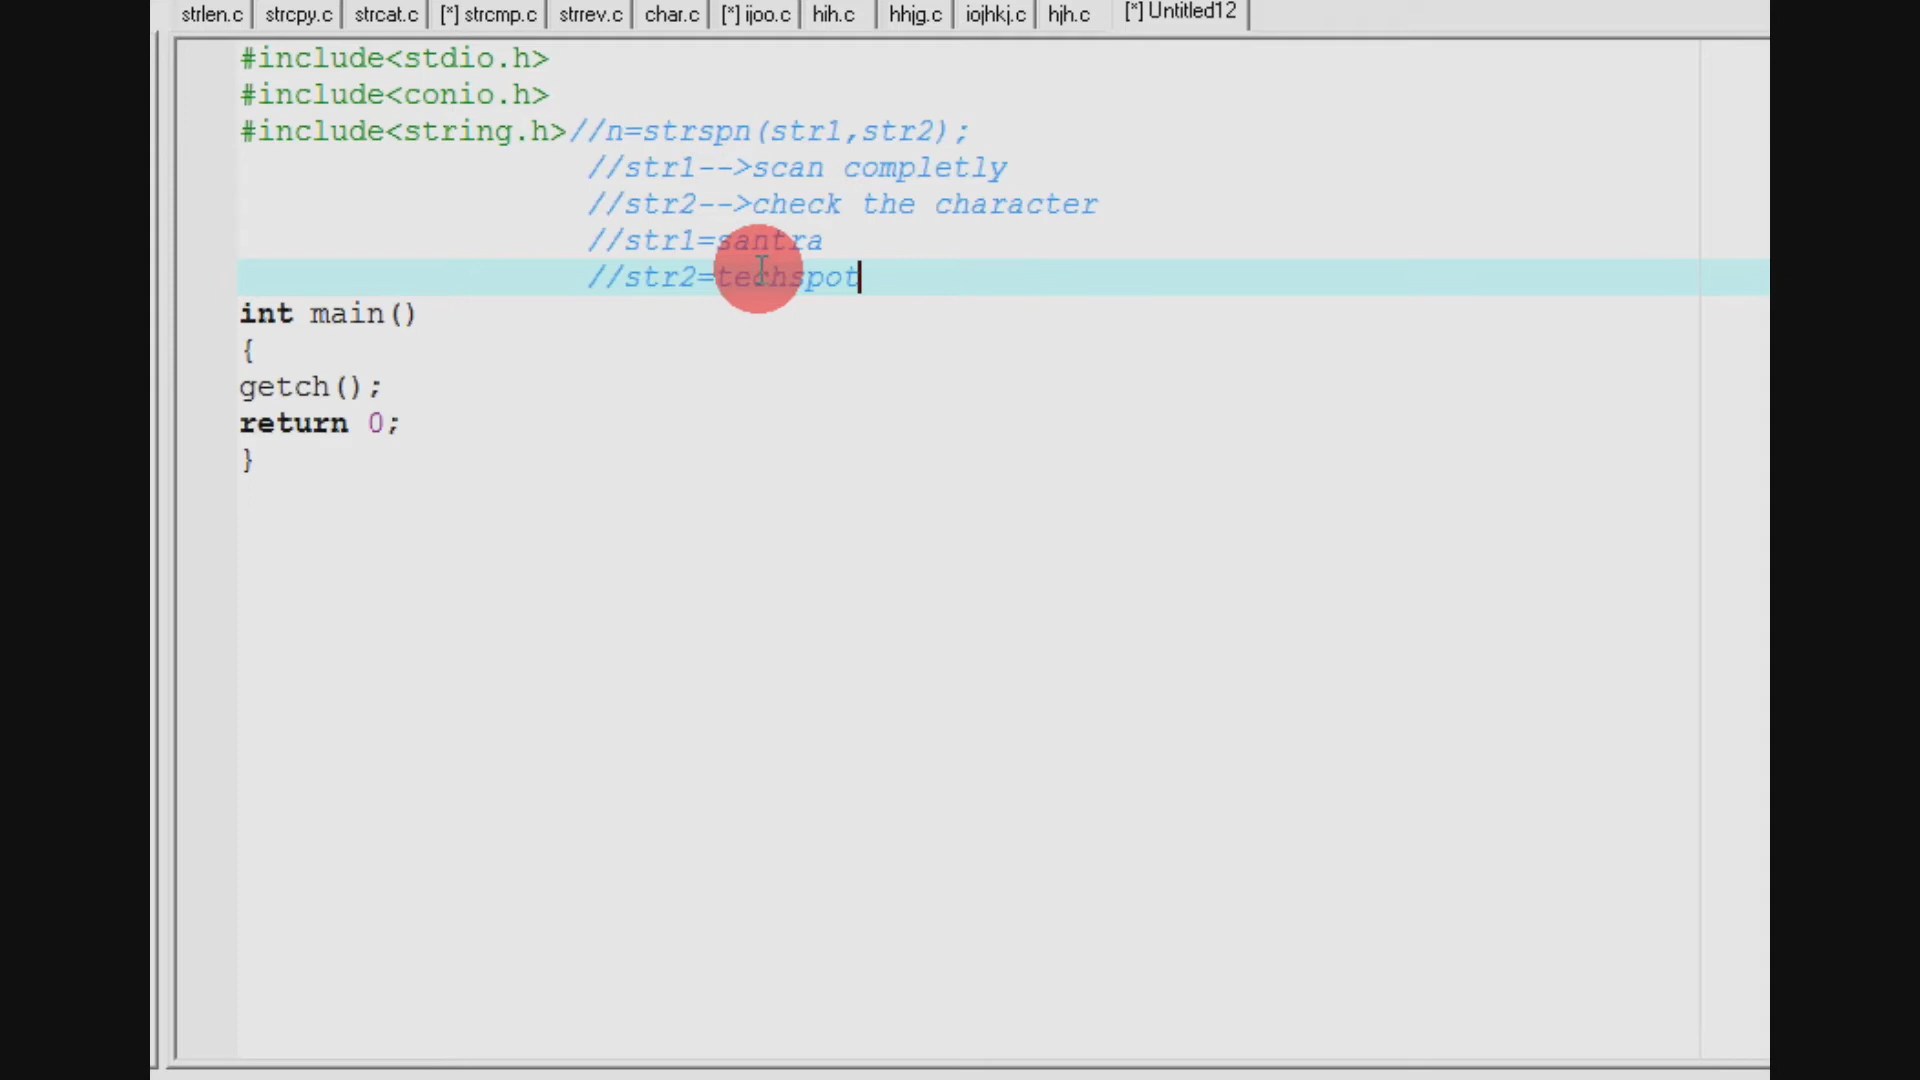 strlen.c strcpy.c strcat.c [*] strcmp.c strrev.c char.c [*] ijoo.c hih.c hhjg.c iojhkj.c hjh.c [*] Untitled12
#include<stdio.h>
#include<conio.h>
#include<string.h>//n=strspn(str1,str2);
//str1-->scan completly
//str2-->check the character
//str1=santra
//str2=techspot
int main()
{
getch();
return 0;
}